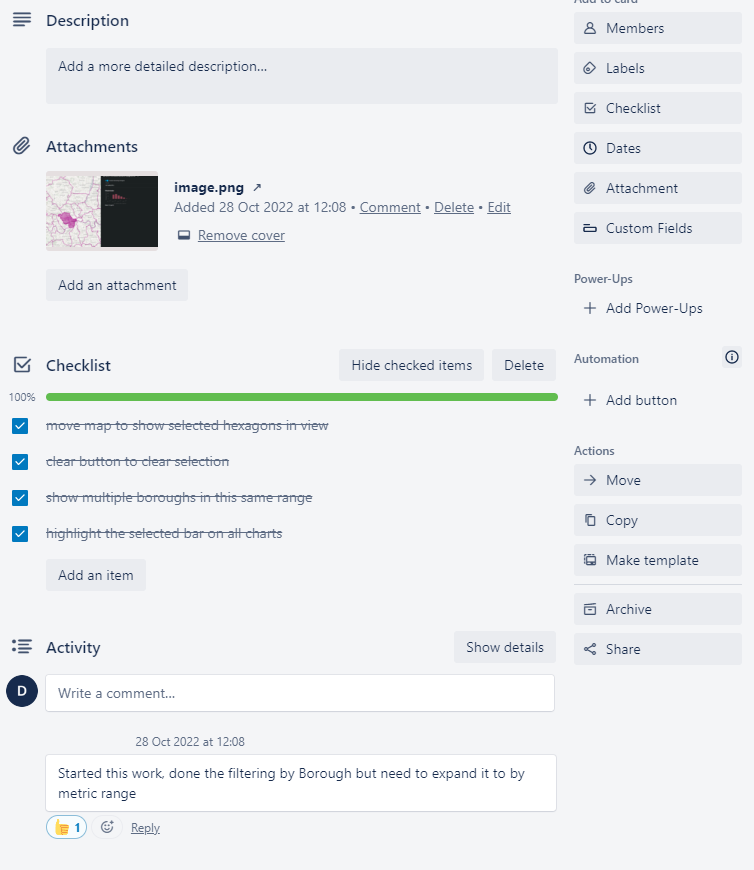 Description
Add a more detailed description...
Attachments
image.png
Added 28 Oct 2022 at 12:08 • Comment • Delete • Edit
Remove cover
Add an attachment
Checklist
Hide checked items
Delete
100%
move map to show selected hexagons in view
clear button to clear selection
show multiple boroughs in this same range
highlight the selected bar on all charts
Add an item
Activity
Show details
D
Write a comment...
28 Oct 2022 at 12:08
Started this work, done the filtering by Borough but need to expand it to by
metric range
1
Reply
Add to card
Members
Labels
Checklist
Dates
Attachment
Custom Fields
Power-Ups
Add Power-Ups
Automation
Add button
Actions
Move
Copy
Make template
Archive
Share